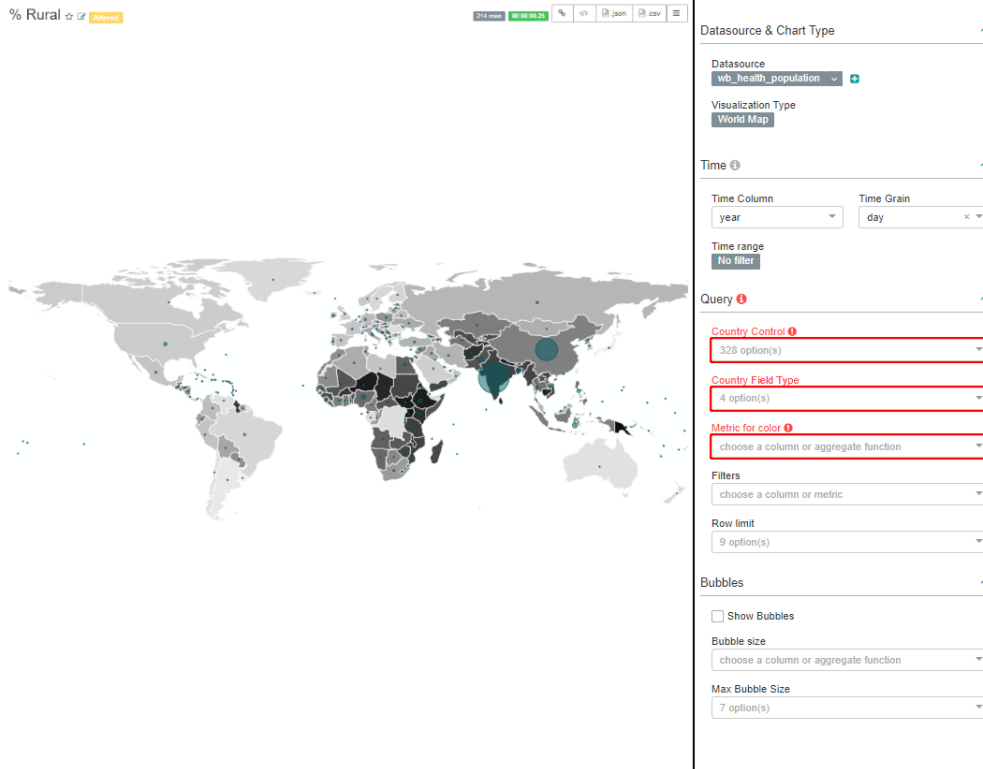 % Rural
Altered
214 rows
00:00:00.25
.json
.csv
Datasource & Chart Type
Datasource
wb_health_population
Visualization Type
World Map
Time
Time Column
Time Grain
year
day
Time range
No filter
Query
Country Control
328 option(s)
Country Field Type
4 option(s)
Metric for color
choose a column or aggregate function
Filters
choose a column or metric
Row limit
9 option(s)
Bubbles
Show Bubbles
Bubble size
choose a column or aggregate function
Max Bubble Size
7 option(s)